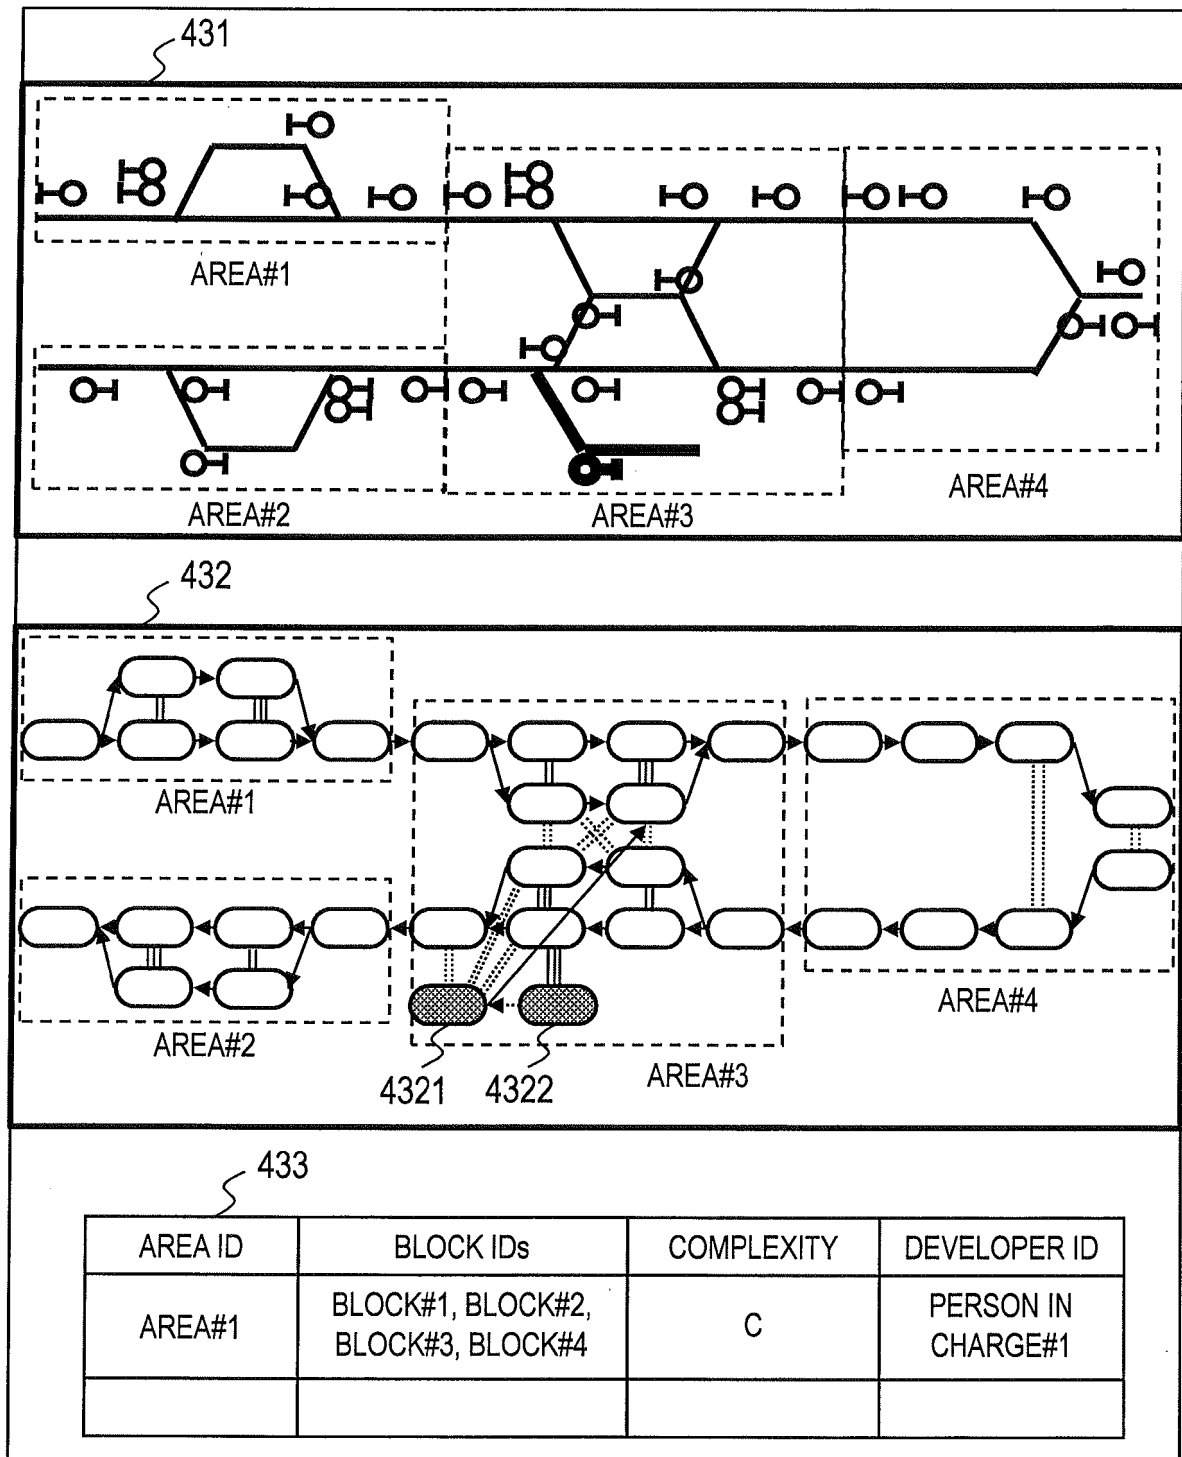 431
AREA#1
AREA#2
AREA#3
AREA#4
432
AREA#1
AREA#2
AREA#3
AREA#4
4321
4322
433
AREA ID
BLOCK IDs
COMPLEXITY
DEVELOPER ID
AREA#1
BLOCK#1, BLOCK#2,
BLOCK#3, BLOCK#4
C
PERSON IN
CHARGE#1